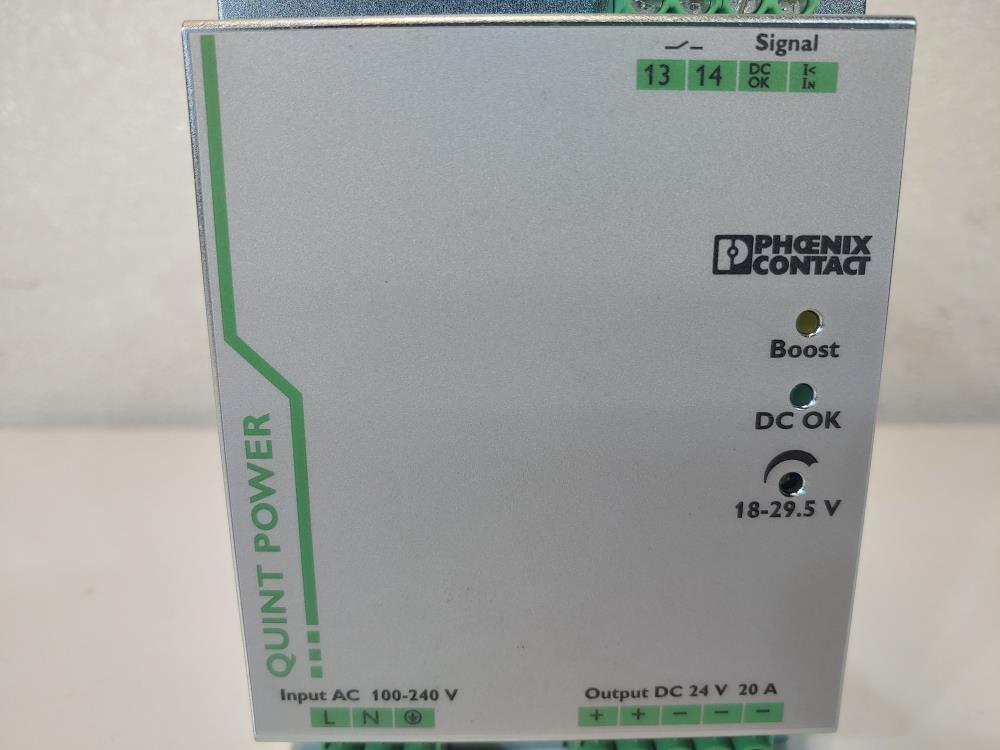 Signal
13 14 DC OK I< IN
PHŒNIX
CONTACT
Boost
DC OK
18-29.5 V
QUINT POWER
Input AC 100-240 V
L N
Output DC 24 V 20 A
+ + − − −